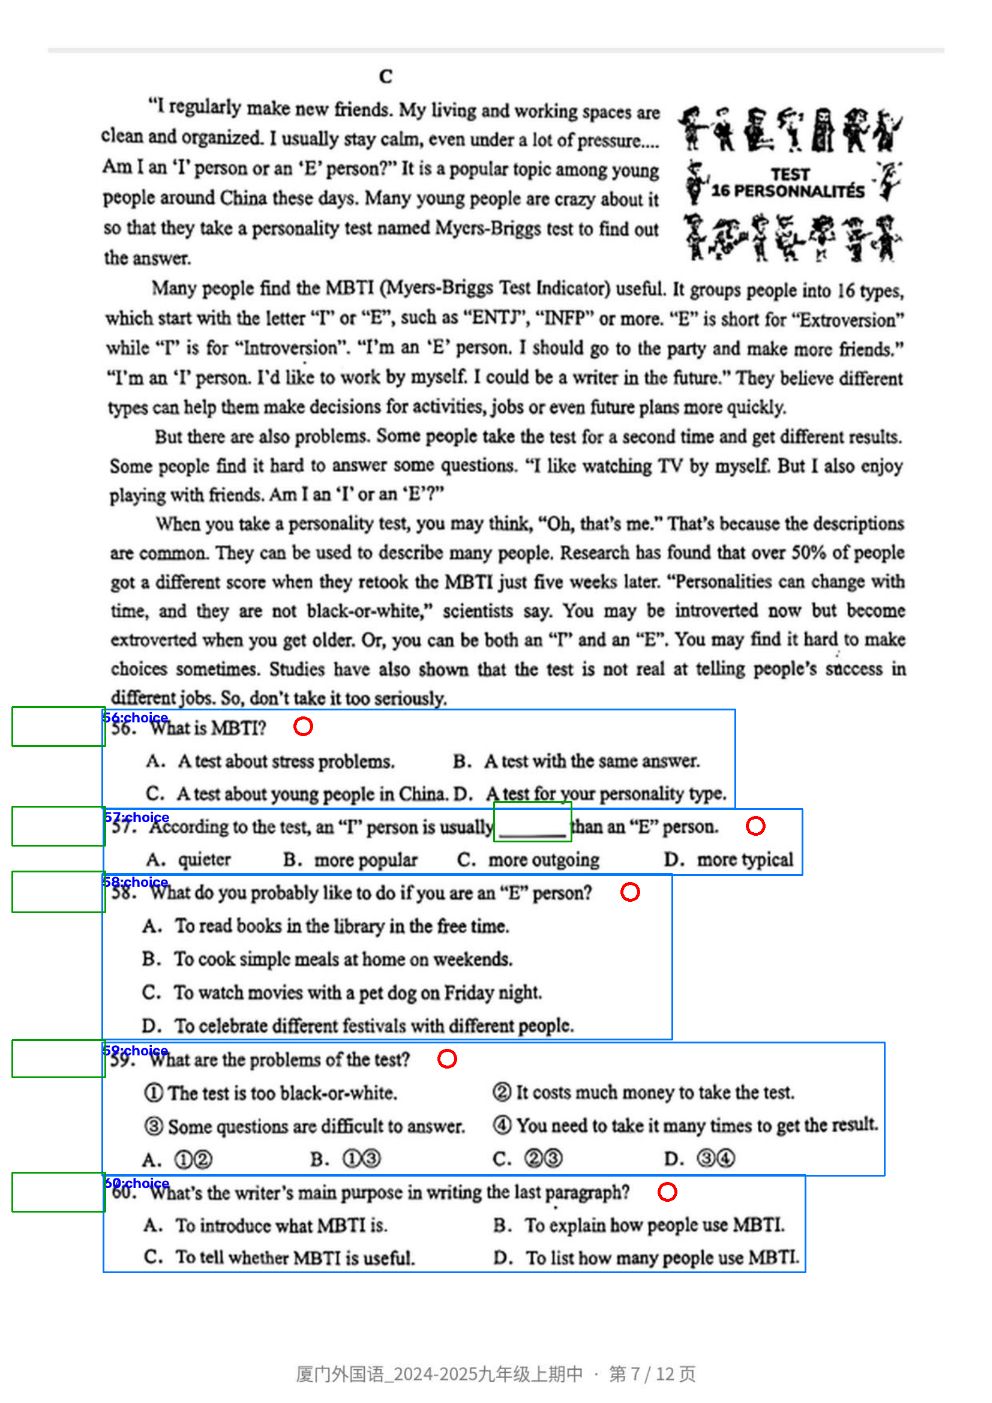 C
“I regularly make new friends. My living and working spaces are
clean and organized. I usually stay calm, even under a lot of pressure....
Am I an ‘I’ person or an ‘E’ person?” It is a popular topic among young
people around China these days. Many young people are crazy about it
so that they take a personality test named Myers-Briggs test to find out
the answer.
TEST
16 PERSONNALITÉS
Many people find the MBTI (Myers-Briggs Test Indicator) useful. It groups people into 16 types,
which start with the letter “I” or “E”, such as “ENTJ”, “INFP” or more. “E” is short for “Extroversion”
while “I” is for “Introversion”. “I’m an ‘E’ person. I should go to the party and make more friends.”
“I’m an ‘I’ person. I’d like to work by myself. I could be a writer in the future.” They believe different
types can help them make decisions for activities, jobs or even future plans more quickly.
But there are also problems. Some people take the test for a second time and get different results.
Some people find it hard to answer some questions. “I like watching TV by myself. But I also enjoy
playing with friends. Am I an ‘I’ or an ‘E’?”
When you take a personality test, you may think, “Oh, that’s me.” That’s because the descriptions
are common. They can be used to describe many people. Research has found that over 50% of people
got a different score when they retook the MBTI just five weeks later. “Personalities can change with
time, and they are not black-or-white,” scientists say. You may be introverted now but become
extroverted when you get older. Or, you can be both an “I” and an “E”. You may find it hard to make
choices sometimes. Studies have also shown that the test is not real at telling people’s success in
different jobs. So, don’t take it too seriously.
56:choice
56. What is MBTI?
A. A test about stress problems. B. A test with the same answer.
C. A test about young people in China. D. A test for your personality type.
57:choice
57. According to the test, an “I” person is usually ______ than an “E” person.
A. quieter B. more popular C. more outgoing D. more typical
58:choice
58. What do you probably like to do if you are an “E” person?
A. To read books in the library in the free time.
B. To cook simple meals at home on weekends.
C. To watch movies with a pet dog on Friday night.
D. To celebrate different festivals with different people.
59:choice
59. What are the problems of the test?
① The test is too black-or-white. ② It costs much money to take the test.
③ Some questions are difficult to answer. ④ You need to take it many times to get the result.
A. ①② B. ①③ C. ②③ D. ③④
60:choice
60. What’s the writer’s main purpose in writing the last paragraph?
A. To introduce what MBTI is. B. To explain how people use MBTI.
C. To tell whether MBTI is useful. D. To list how many people use MBTI.
厦门外国语_2024-2025九年级上期中 · 第 7 / 12 页